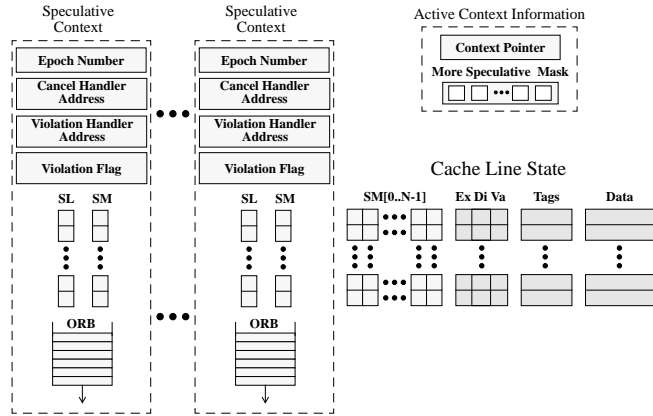 Speculative
Context
Epoch Number
Cancel Handler
Address
Violation Handler
Address
Violation Flag
SL SM
ORB
Speculative
Context
Epoch Number
Cancel Handler
Address
Violation Handler
Address
Violation Flag
SL SM
ORB
Active Context Information
Context Pointer
More Speculative Mask
Cache Line State
SM[0..N-1] Ex Di Va Tags Data